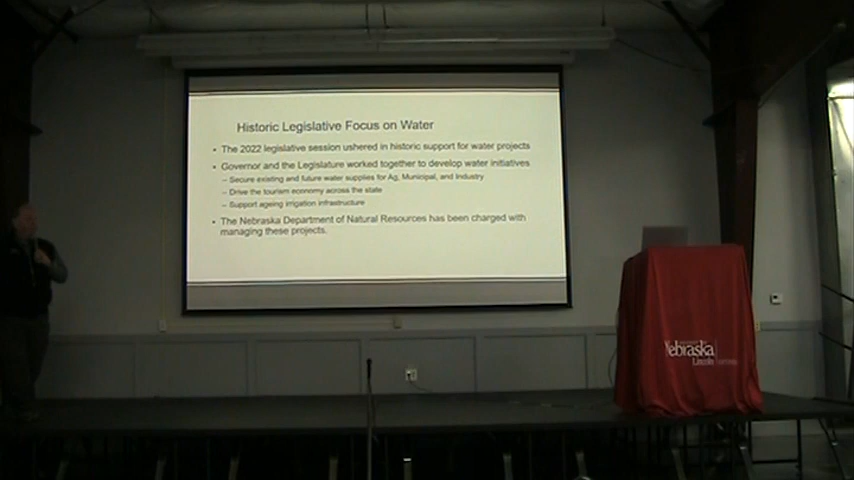 Historic Legislative Focus on Water
• The 2022 legislative session ushered in historic support for water projects
• Governor and the Legislature worked together to develop water initiatives
– Secure existing and future water supplies for Ag, Municipal, and Industry
– Drive the tourism economy across the state
– Support ageing irrigation infrastructure
• The Nebraska Department of Natural Resources has been charged with
managing these projects.
Nebraska
Lincoln